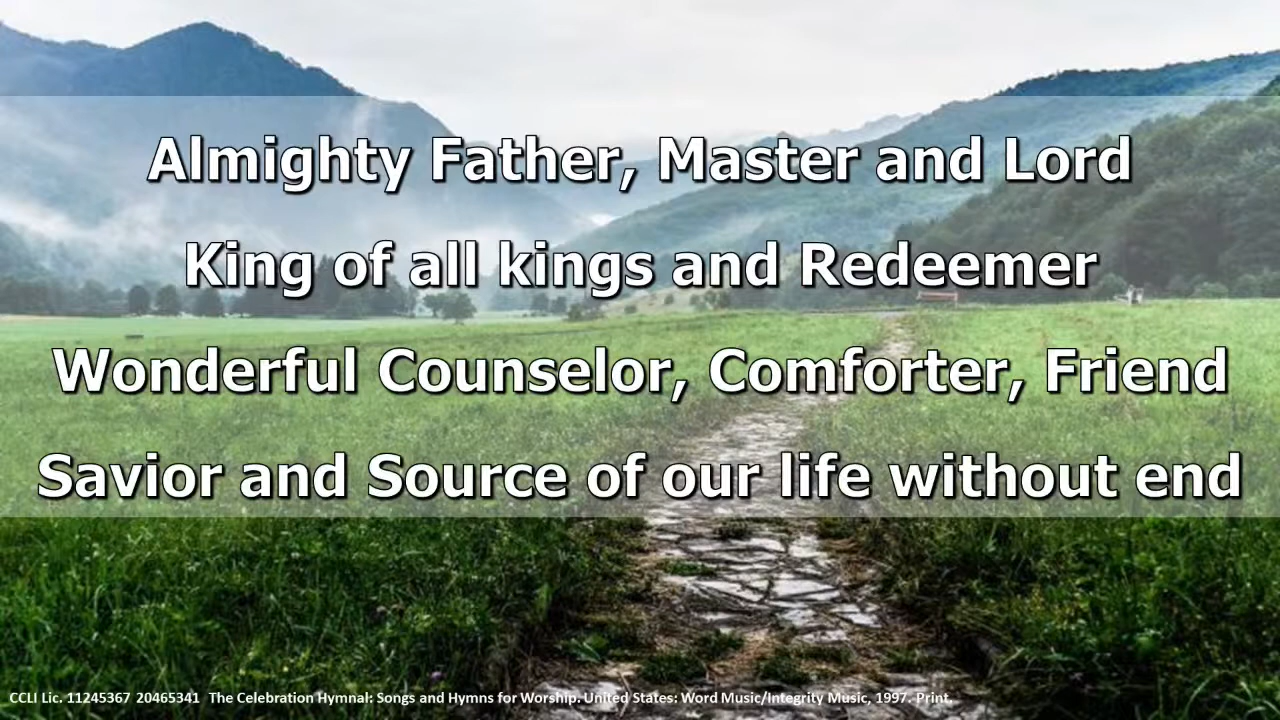 Almighty Father, Master and Lord
King of all kings and Redeemer
Wonderful Counselor, Comforter, Friend
Savior and Source of our life without end
CCLI Lic. 11245367 20465341 The Celebration Hymnal: Songs and Hymns for Worship. United States: Word Music/Integrity Music, 1997. Print.